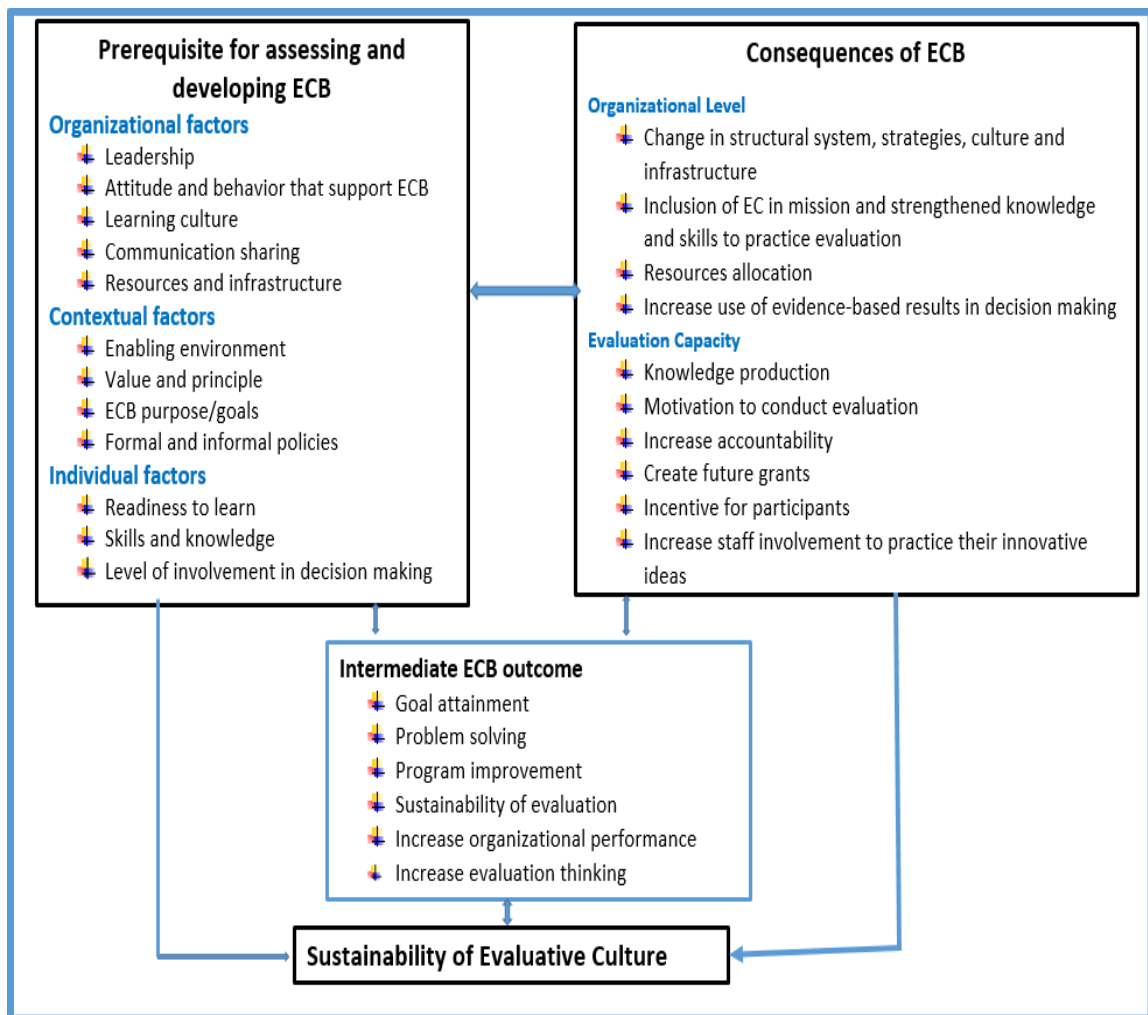 Prerequisite for assessing and
developing ECB
Organizational factors
Leadership
Attitude and behavior that support ECB
Learning culture
Communication sharing
Resources and infrastructure
Contextual factors
Enabling environment
Value and principle
ECB purpose/goals
Formal and informal policies
Individual factors
Readiness to learn
Skills and knowledge
Level of involvement in decision making
Consequences of ECB
Organizational Level
Change in structural system, strategies, culture and
infrastructure
Inclusion of EC in mission and strengthened knowledge
and skills to practice evaluation
Resources allocation
Increase use of evidence-based results in decision making
Evaluation Capacity
Knowledge production
Motivation to conduct evaluation
Increase accountability
Create future grants
Incentive for participants
Increase staff involvement to practice their innovative
ideas
Intermediate ECB outcome
Goal attainment
Problem solving
Program improvement
Sustainability of evaluation
Increase organizational performance
Increase evaluation thinking
Sustainability of Evaluative Culture